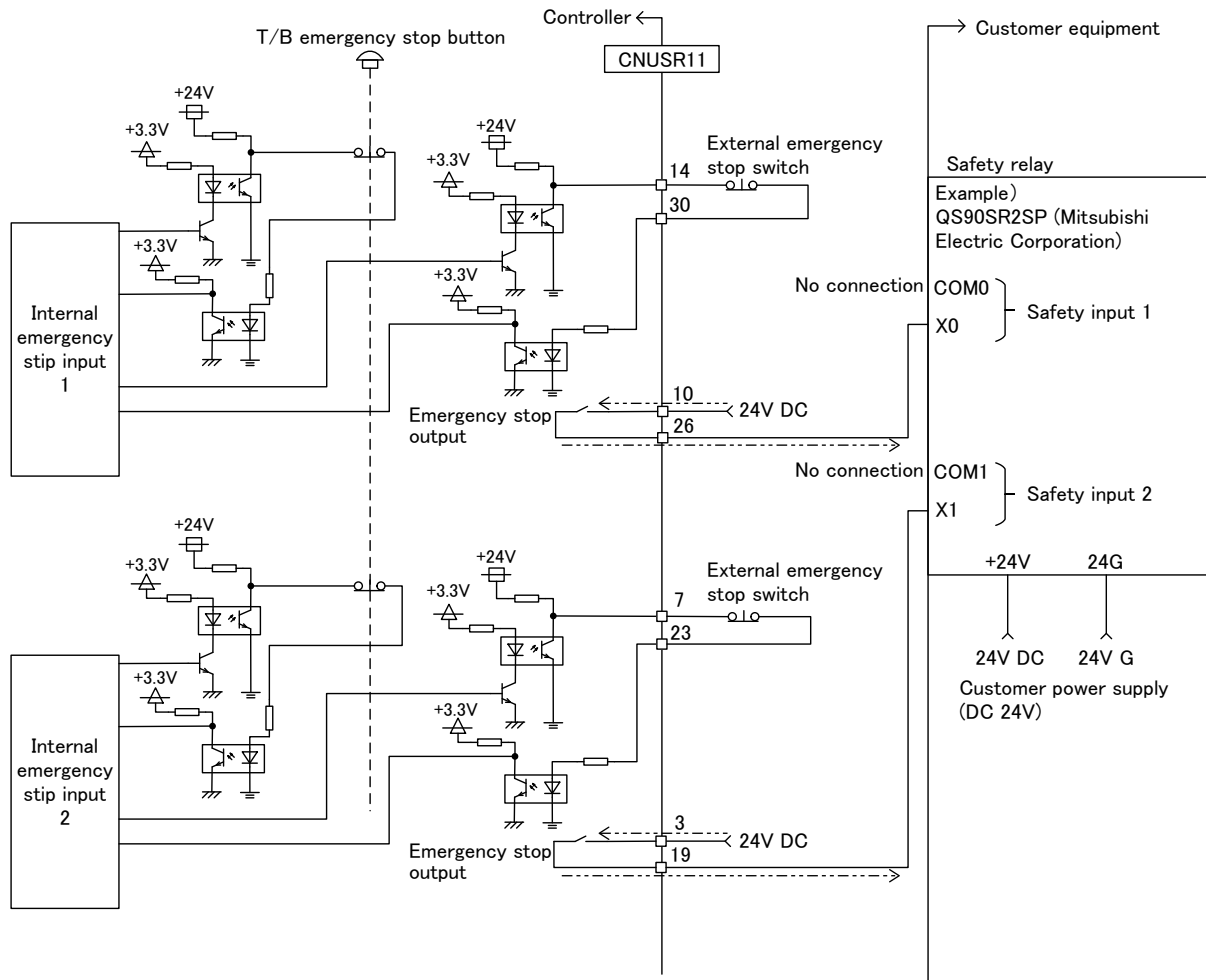 Controller
Customer equipment
T/B emergency stop button
CNUSR11
+24V
+3.3V
+24V
+3.3V
External emergency
stop switch
14
30
Safety relay
Example)
QS90SR2SP (Mitsubishi
Electric Corporation)
+3.3V
+3.3V
Internal
emergency
stip input
1
No connection
COM0
X0
Safety input 1
10
24V DC
26
Emergency stop
output
No connection
COM1
X1
Safety input 2
+24V
+3.3V
+24V
+3.3V
External emergency
stop switch
7
23
+24V
24G
24V DC
24V G
Customer power supply
(DC 24V)
+3.3V
+3.3V
Internal
emergency
stip input
2
3
24V DC
19
Emergency stop
output